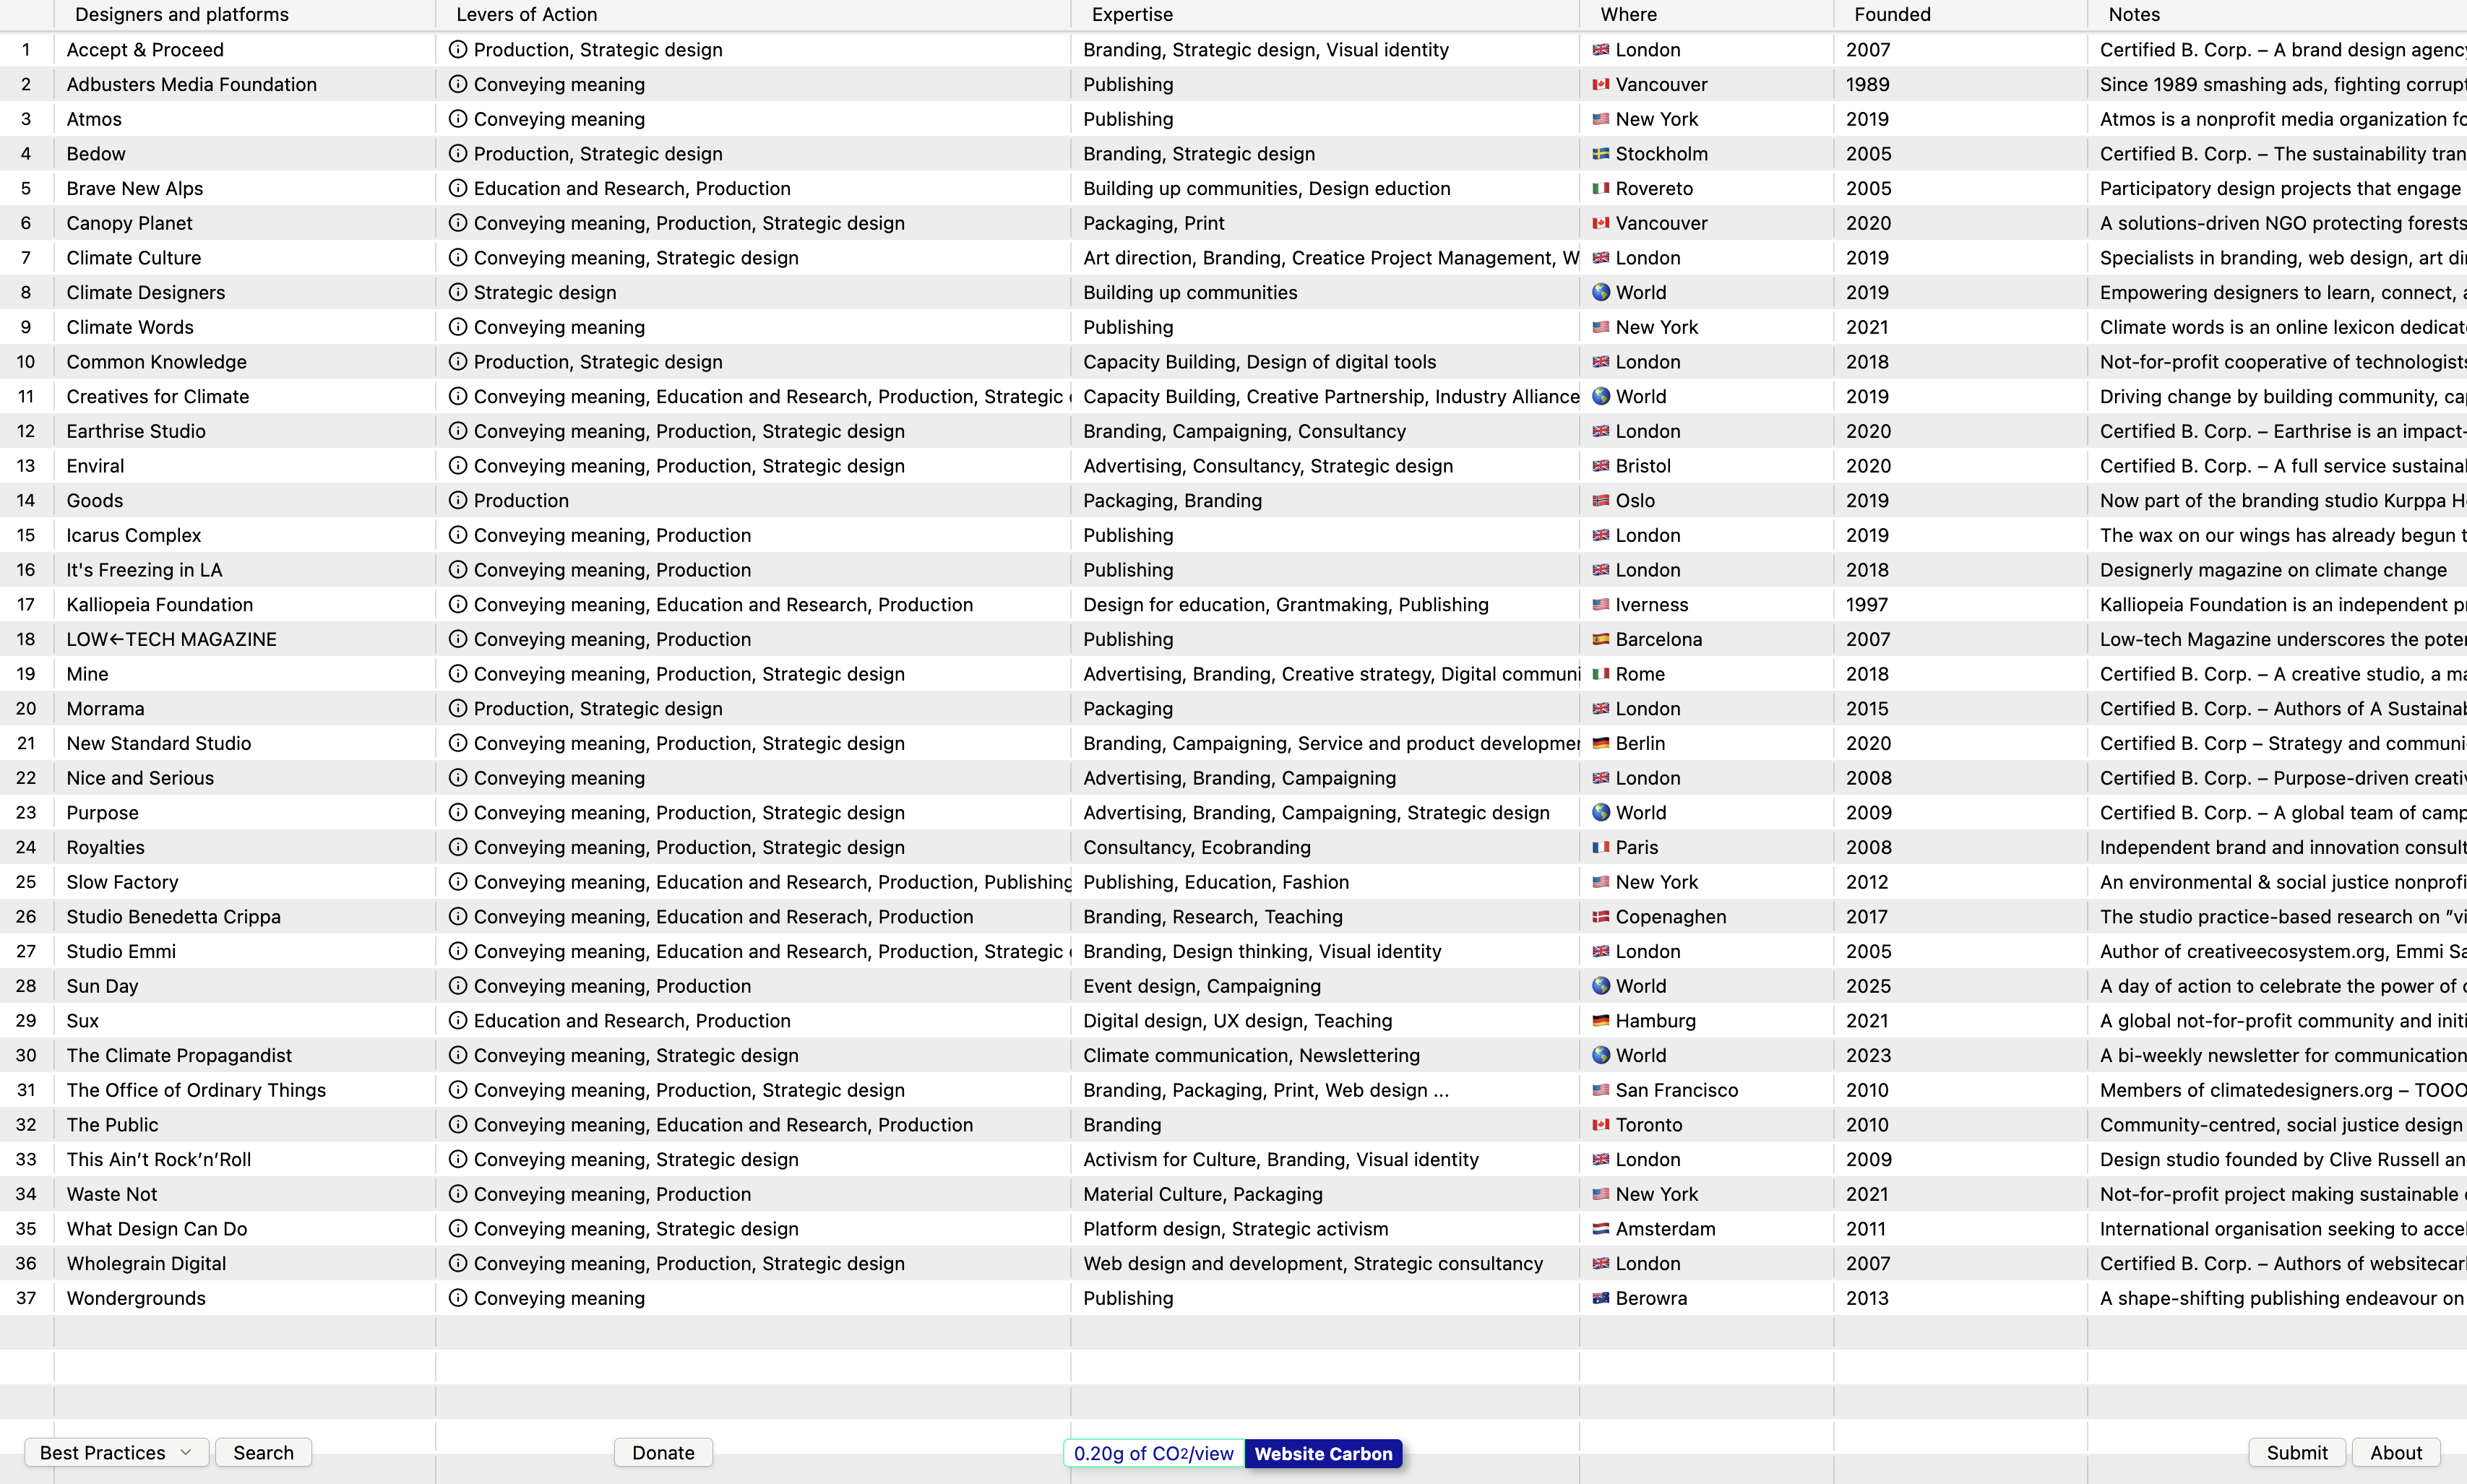 Designers and platforms Levers of Action Expertise Where Founded Notes
1 Accept & Proceed Production, Strategic design Branding, Strategic design, Visual identity London 2007 Certified B. Corp. – A brand design agency
2 Adbusters Media Foundation Conveying meaning Publishing Vancouver 1989 Since 1989 smashing ads, fighting corrupt
3 Atmos Conveying meaning Publishing New York 2019 Atmos is a nonprofit media organization fo
4 Bedow Production, Strategic design Branding, Strategic design Stockholm 2005 Certified B. Corp. – The sustainability tran
5 Brave New Alps Education and Research, Production Building up communities, Design eduction Rovereto 2005 Participatory design projects that engage
6 Canopy Planet Conveying meaning, Production, Strategic design Packaging, Print Vancouver 2020 A solutions-driven NGO protecting forests
7 Climate Culture Conveying meaning, Strategic design Art direction, Branding, Creatice Project Management, W London 2019 Specialists in branding, web design, art di
8 Climate Designers Strategic design Building up communities World 2019 Empowering designers to learn, connect, a
9 Climate Words Conveying meaning Publishing New York 2021 Climate words is an online lexicon dedicat
10 Common Knowledge Production, Strategic design Capacity Building, Design of digital tools London 2018 Not-for-profit cooperative of technologists
11 Creatives for Climate Conveying meaning, Education and Research, Production, Strategic Capacity Building, Creative Partnership, Industry Alliance World 2019 Driving change by building community, ca
12 Earthrise Studio Conveying meaning, Production, Strategic design Branding, Campaigning, Consultancy London 2020 Certified B. Corp. – Earthrise is an impact-
13 Enviral Conveying meaning, Production, Strategic design Advertising, Consultancy, Strategic design Bristol 2020 Certified B. Corp. – A full service sustaina
14 Goods Production Packaging, Branding Oslo 2019 Now part of the branding studio Kurppa H
15 Icarus Complex Conveying meaning, Production Publishing London 2019 The wax on our wings has already begun t
16 It's Freezing in LA Conveying meaning, Production Publishing London 2018 Designerly magazine on climate change
17 Kalliopeia Foundation Conveying meaning, Education and Research, Production Design for education, Grantmaking, Publishing Iverness 1997 Kalliopeia Foundation is an independent p
18 LOW←TECH MAGAZINE Conveying meaning, Production Publishing Barcelona 2007 Low-tech Magazine underscores the pote
19 Mine Conveying meaning, Production, Strategic design Advertising, Branding, Creative strategy, Digital communi Rome 2018 Certified B. Corp. – A creative studio, a ma
20 Morrama Production, Strategic design Packaging London 2015 Certified B. Corp. – Authors of A Sustaina
21 New Standard Studio Conveying meaning, Production, Strategic design Branding, Campaigning, Service and product developmen Berlin 2020 Certified B. Corp – Strategy and communi
22 Nice and Serious Conveying meaning Advertising, Branding, Campaigning London 2008 Certified B. Corp. – Purpose-driven creati
23 Purpose Conveying meaning, Production, Strategic design Advertising, Branding, Campaigning, Strategic design World 2009 Certified B. Corp. – A global team of camp
24 Royalties Conveying meaning, Production, Strategic design Consultancy, Ecobranding Paris 2008 Independent brand and innovation consult
25 Slow Factory Conveying meaning, Education and Research, Production, Publishing Publishing, Education, Fashion New York 2012 An environmental & social justice nonprofi
26 Studio Benedetta Crippa Conveying meaning, Education and Reserach, Production Branding, Research, Teaching Copenaghen 2017 The studio practice-based research on "vi
27 Studio Emmi Conveying meaning, Education and Research, Production, Strategic Branding, Design thinking, Visual identity London 2005 Author of creativeecosystem.org, Emmi Sa
28 Sun Day Conveying meaning, Production Event design, Campaigning World 2025 A day of action to celebrate the power of
29 Sux Education and Research, Production Digital design, UX design, Teaching Hamburg 2021 A global not-for-profit community and initi
30 The Climate Propagandist Conveying meaning, Strategic design Climate communication, Newslettering World 2023 A bi-weekly newsletter for communication
31 The Office of Ordinary Things Conveying meaning, Production, Strategic design Branding, Packaging, Print, Web design ... San Francisco 2010 Members of climatedesigners.org – TOOO
32 The Public Conveying meaning, Education and Research, Production Branding Toronto 2010 Community-centred, social justice design
33 This Ain’t Rock’n’Roll Conveying meaning, Strategic design Activism for Culture, Branding, Visual identity London 2009 Design studio founded by Clive Russell an
34 Waste Not Conveying meaning, Production Material Culture, Packaging New York 2021 Not-for-profit project making sustainable
35 What Design Can Do Conveying meaning, Strategic design Platform design, Strategic activism Amsterdam 2011 International organisation seeking to accel
36 Wholegrain Digital Conveying meaning, Production, Strategic design Web design and development, Strategic consultancy London 2007 Certified B. Corp. – Authors of websitecar
37 Wondergrounds Conveying meaning Publishing Berowra 2013 A shape-shifting publishing endeavour on
Best Practices Search Donate 0.20g of CO2/view Website Carbon Submit About